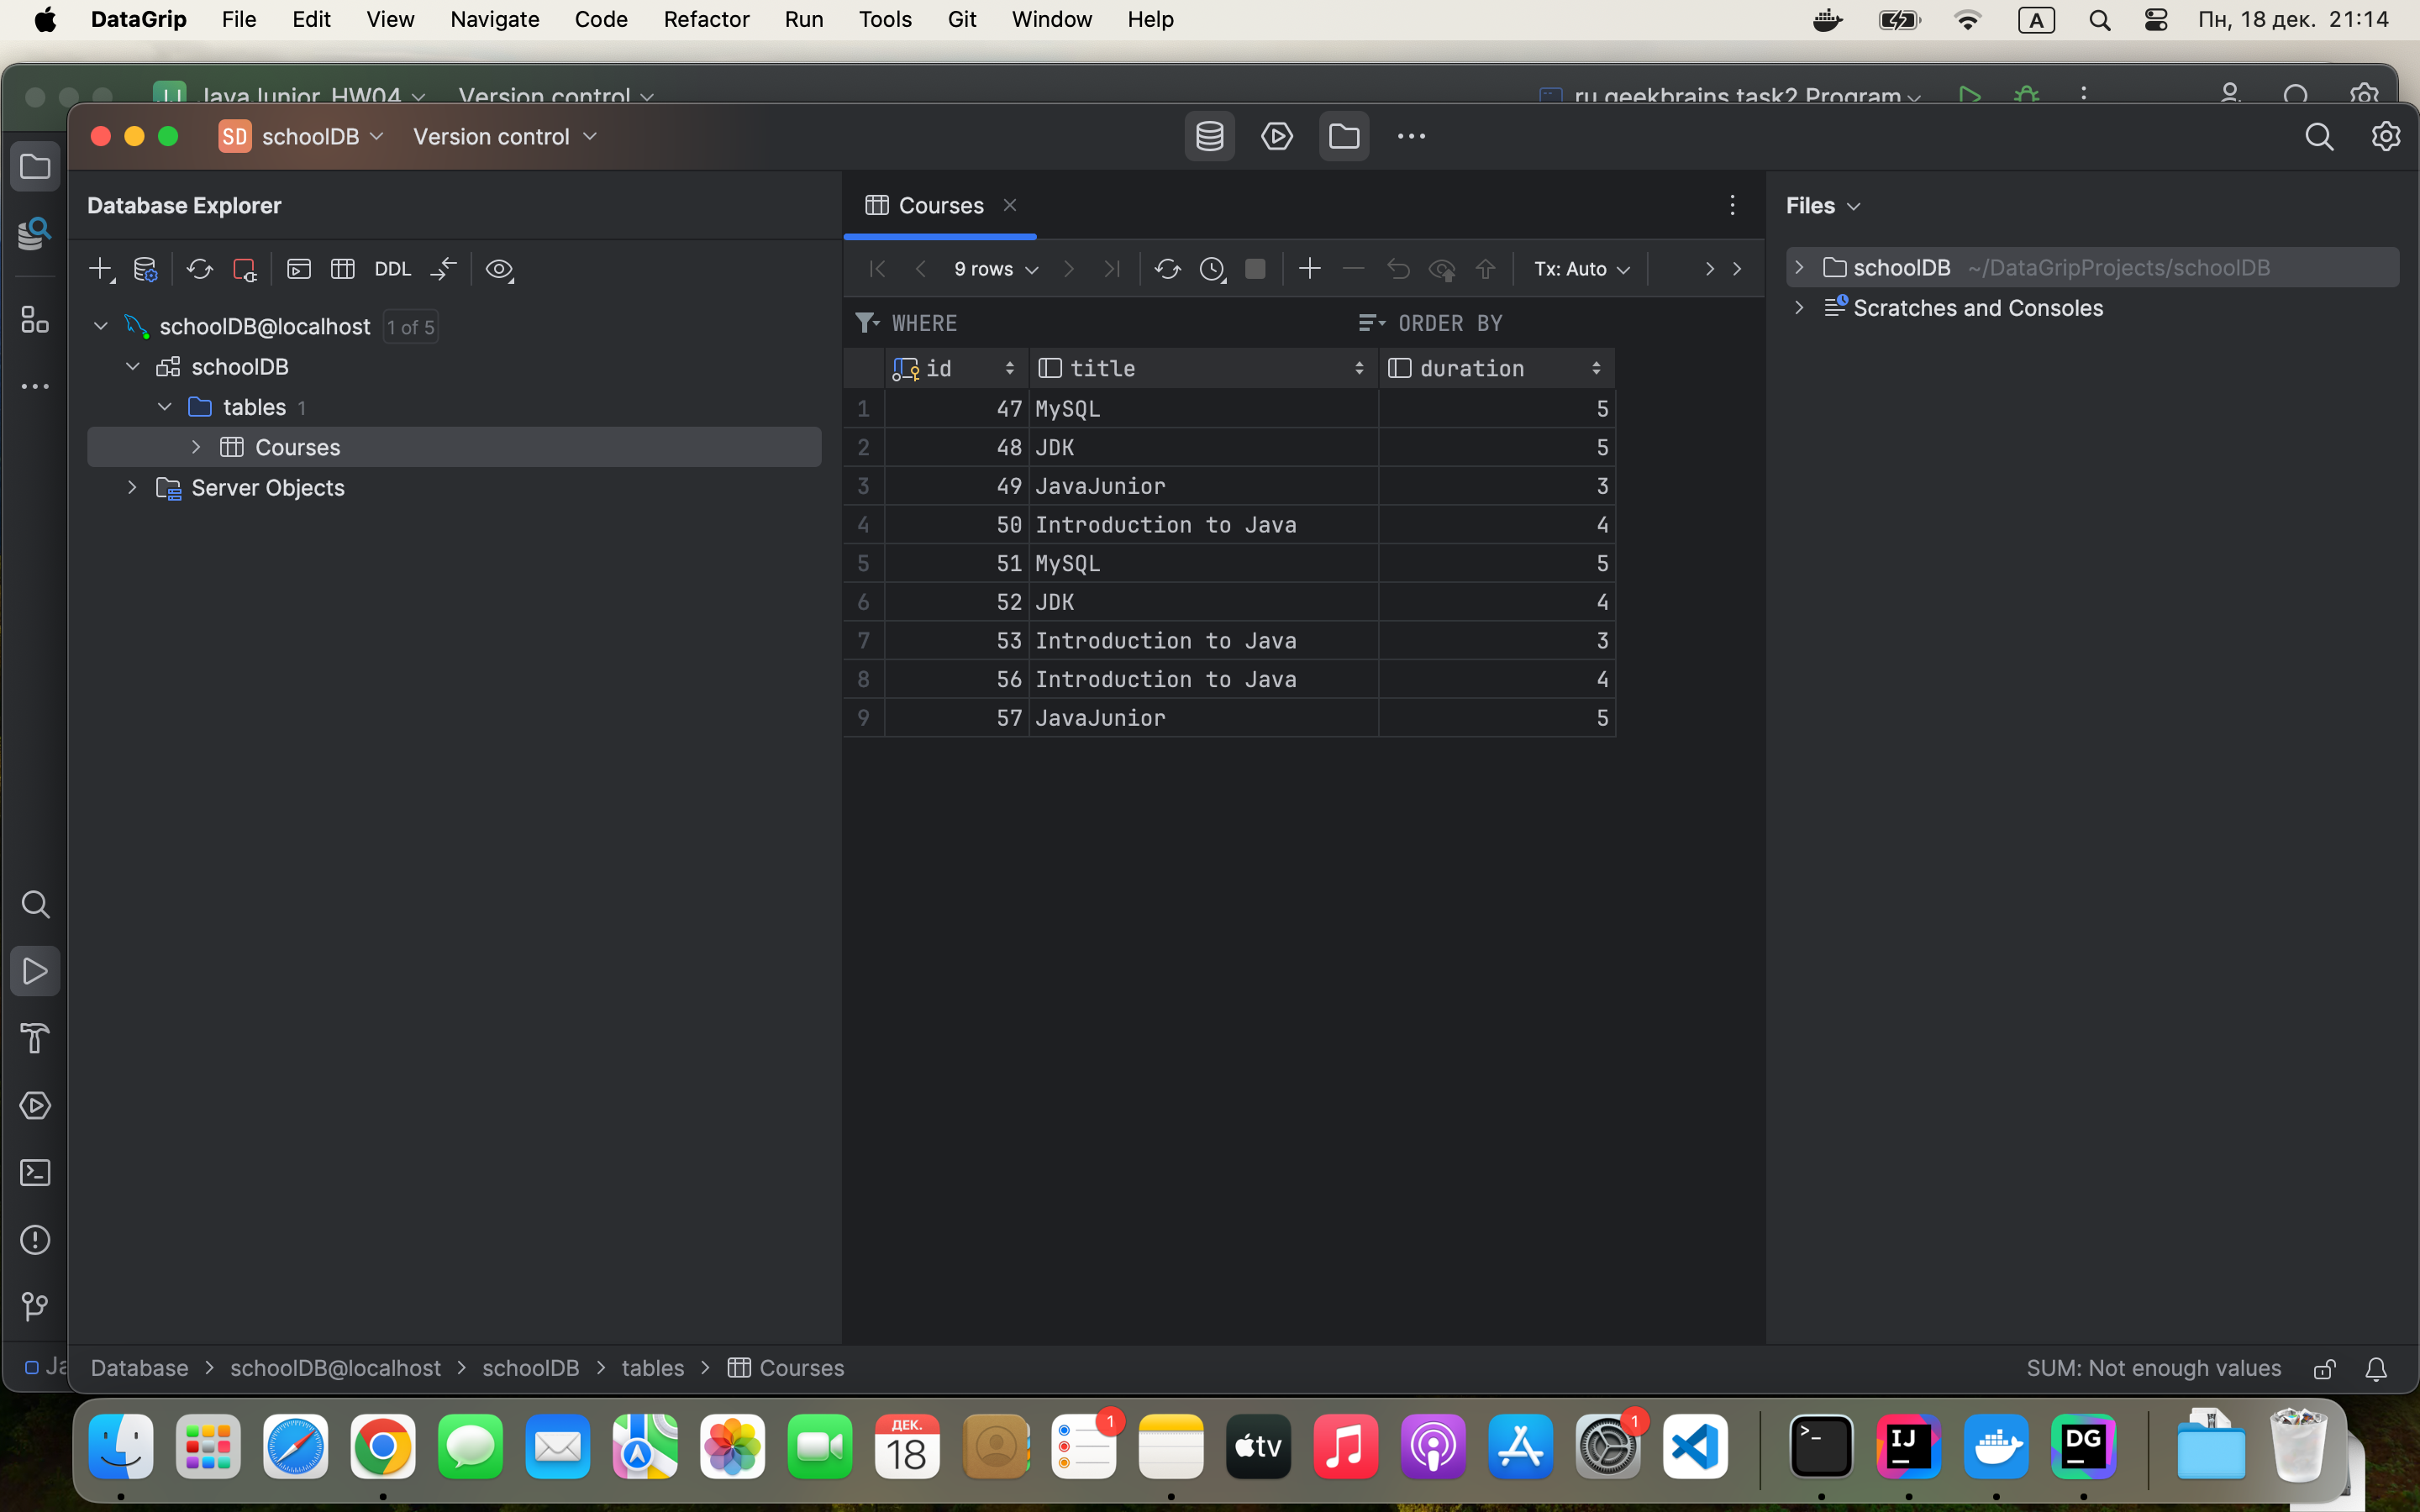 DataGrip File Edit View Navigate Code Refactor Run Tools Git Window Help A Пн, 18 дек. 21:14
JavaJunior_HW04 Version control ru.geekbrains.task2.Program
SD schoolDB Version control
Database Explorer
Courses
Files
DDL
9 rows
Tx: Auto
schoolDB ~/DataGripProjects/schoolDB
Scratches and Consoles
schoolDB@localhost 1 of 5
schoolDB
tables 1
Courses
Server Objects
WHERE ORDER BY
id title duration
1 47 MySQL 5
2 48 JDK 5
3 49 JavaJunior 3
4 50 Introduction to Java 4
5 51 MySQL 5
6 52 JDK 4
7 53 Introduction to Java 3
8 56 Introduction to Java 4
9 57 JavaJunior 5
Database schoolDB@localhost schoolDB tables Courses SUM: Not enough values
ДЕК.
18
1
tv
1
IJ
DG